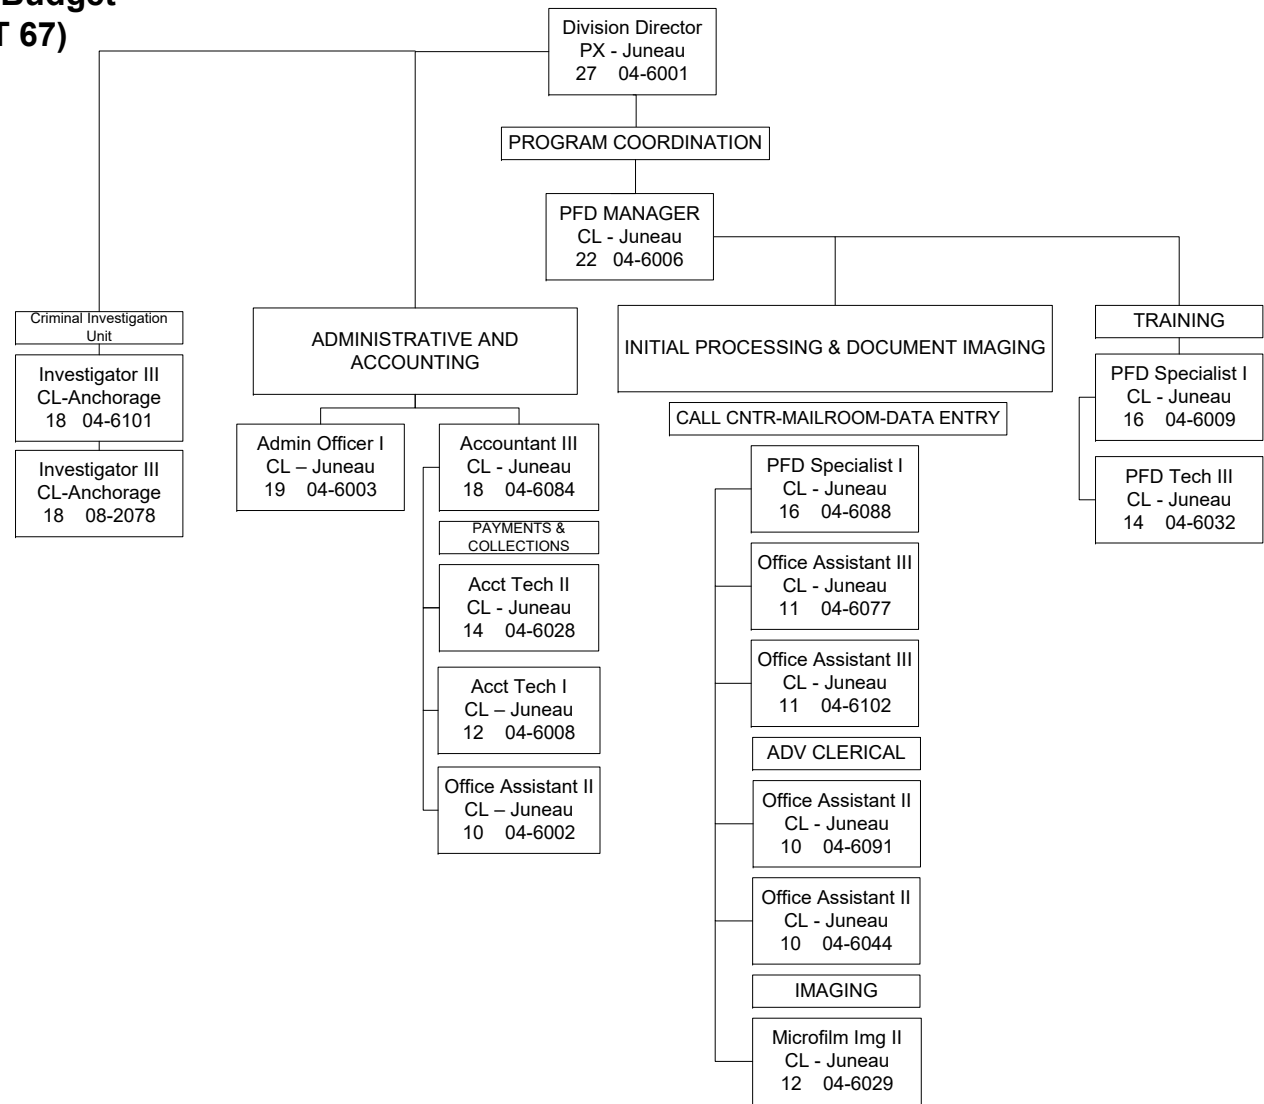 Budget
T 67)
Division Director
PX - Juneau
27 04-6001
PROGRAM COORDINATION
PFD MANAGER
CL - Juneau
22 04-6006
Criminal Investigation
Unit
Investigator III
CL-Anchorage
18 04-6101
Investigator III
CL-Anchorage
18 08-2078
ADMINISTRATIVE AND
ACCOUNTING
Admin Officer I
CL – Juneau
19 04-6003
Accountant III
CL - Juneau
18 04-6084
PAYMENTS &
COLLECTIONS
Acct Tech II
CL - Juneau
14 04-6028
Acct Tech I
CL – Juneau
12 04-6008
Office Assistant II
CL – Juneau
10 04-6002
INITIAL PROCESSING & DOCUMENT IMAGING
CALL CNTR-MAILROOM-DATA ENTRY
PFD Specialist I
CL - Juneau
16 04-6088
Office Assistant III
CL - Juneau
11 04-6077
Office Assistant III
CL - Juneau
11 04-6102
ADV CLERICAL
Office Assistant II
CL - Juneau
10 04-6091
Office Assistant II
CL - Juneau
10 04-6044
IMAGING
Microfilm Img II
CL - Juneau
12 04-6029
TRAINING
PFD Specialist I
CL - Juneau
16 04-6009
PFD Tech III
CL - Juneau
14 04-6032